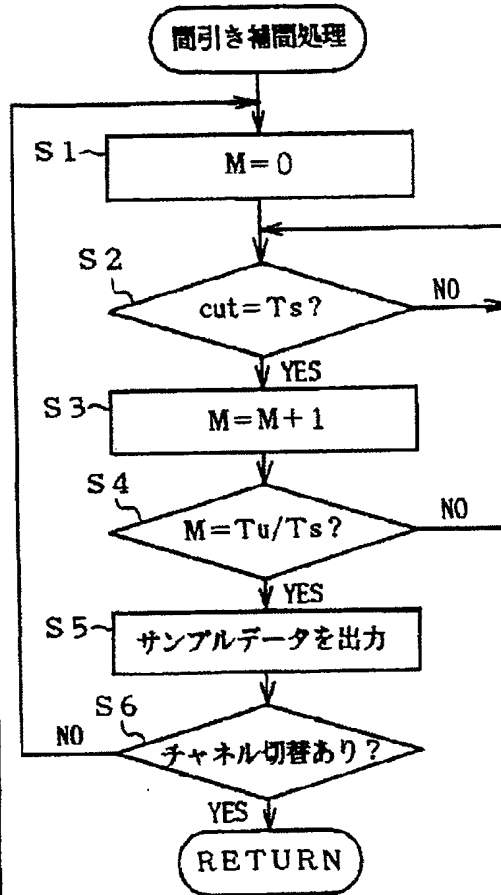 間引き補間処理
S1
M=0
S2
cut=Ts?
NO
YES
S3
M=M+1
S4
M=Tu/Ts?
NO
YES
S5
サンプルデータを出力
S6
チャネル切替あり?
NO
YES
RETURN